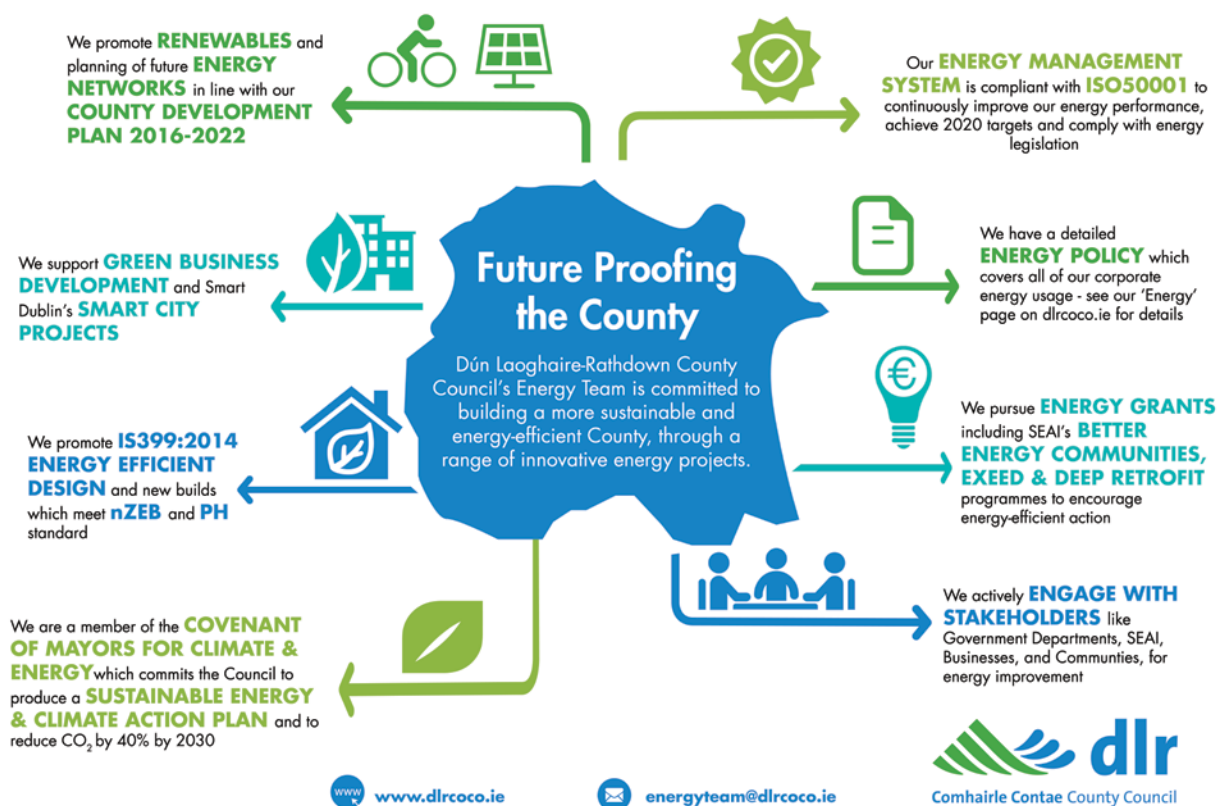 We promote RENEWABLES and
planning of future ENERGY
NETWORKS in line with our
COUNTY DEVELOPMENT
PLAN 2016-2022
Our ENERGY MANAGEMENT
SYSTEM is compliant with ISO50001 to
continuously improve our energy performance,
achieve 2020 targets and comply with energy
legislation
We support GREEN BUSINESS
DEVELOPMENT and Smart
Dublin's SMART CITY
PROJECTS
Future Proofing
the County
Dún Laoghaire-Rathdown County
Council's Energy Team is committed to
building a more sustainable and
energy-efficient County, through a
range of innovative energy projects.
We have a detailed
ENERGY POLICY which
covers all of our corporate
energy usage - see our 'Energy'
page on dlrcoco.ie for details
We promote IS399:2014
ENERGY EFFICIENT
DESIGN and new builds
which meet nZEB and PH
standard
€
We pursue ENERGY GRANTS
including SEAI's BETTER
ENERGY COMMUNITIES,
EXEED & DEEP RETROFIT
programmes to encourage
energy-efficient action
We are a member of the COVENANT
OF MAYORS FOR CLIMATE &
ENERGYwhich commits the Council to
produce a SUSTAINABLE ENERGY
& CLIMATE ACTION PLAN and to
reduce CO₂ by 40% by 2030
We actively ENGAGE WITH
STAKEHOLDERS like
Government Departments, SEAI,
Businesses, and Communties, for
energy improvement
www www.dlrcoco.ie
energyteam@dlrcoco.ie
dlr
Comhairle Contae County Council